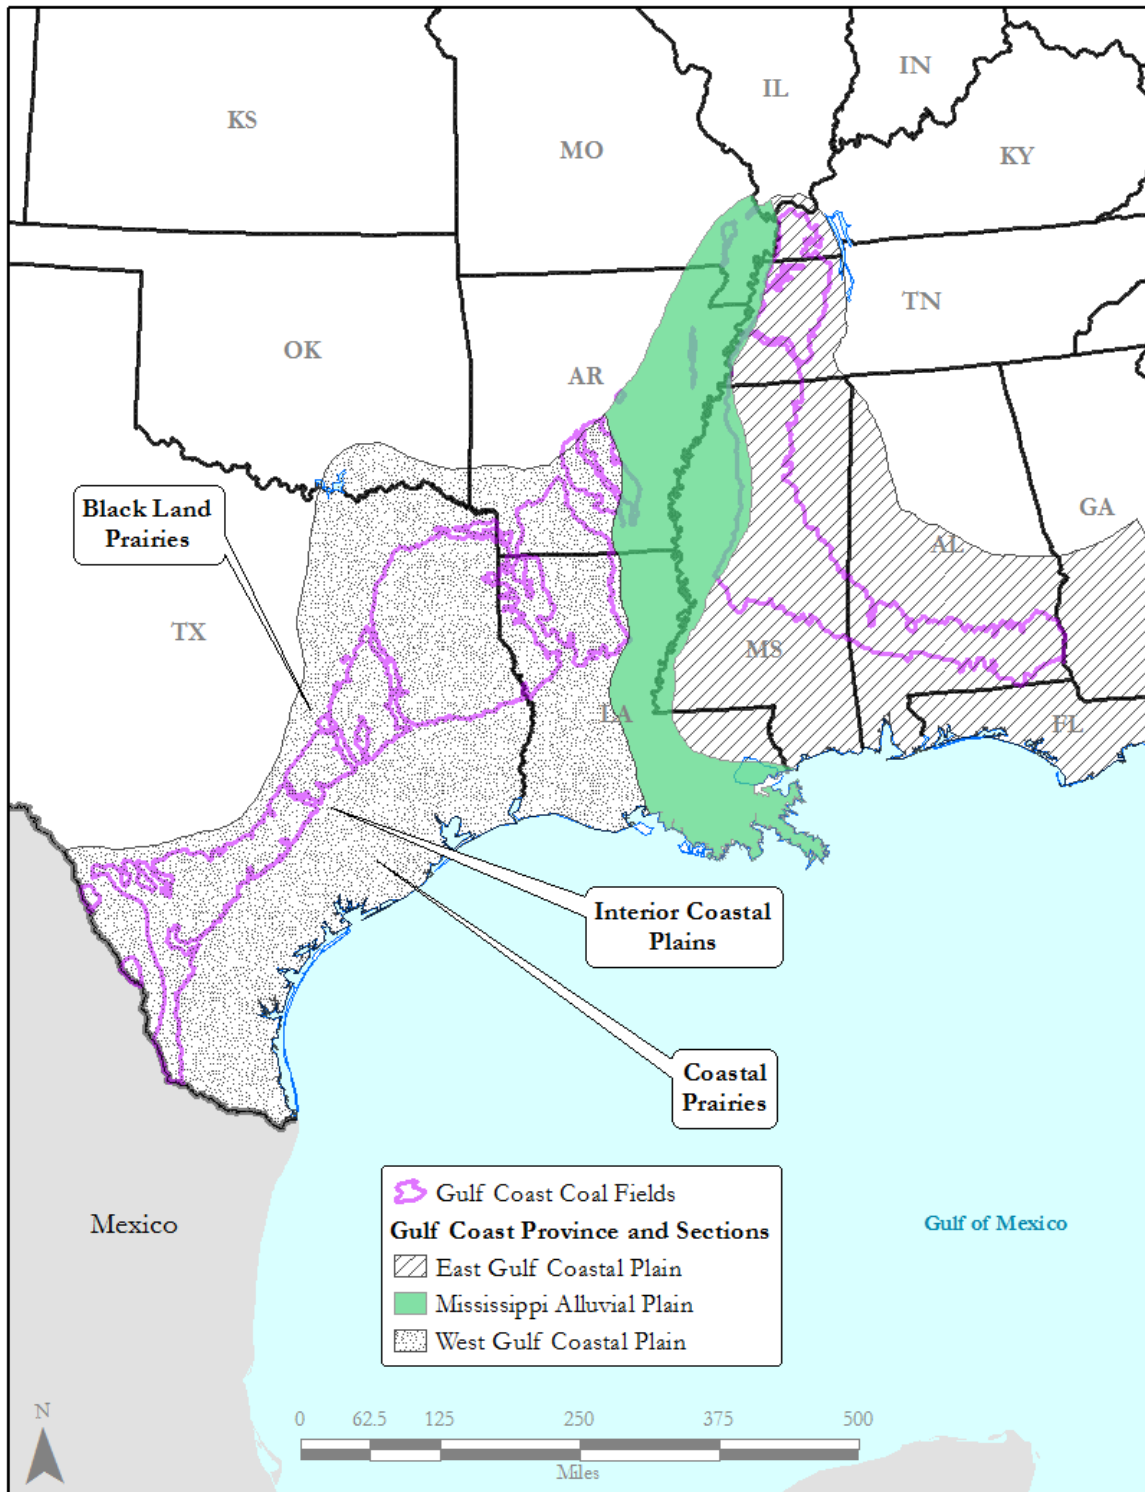 IN
IL
KS
MO
KY
TN
OK
AR
Black Land
Prairies
GA
AL
TX
MS
LA
FL
Interior Coastal
Plains
Coastal
Prairies
Gulf Coast Coal Fields
Mexico
Gulf Coast Province and Sections
Gulf of Mexico
East Gulf Coastal Plain
Mississippi Alluvial Plain
West Gulf Coastal Plain
N
0 62.5 125 250 375 500
Miles